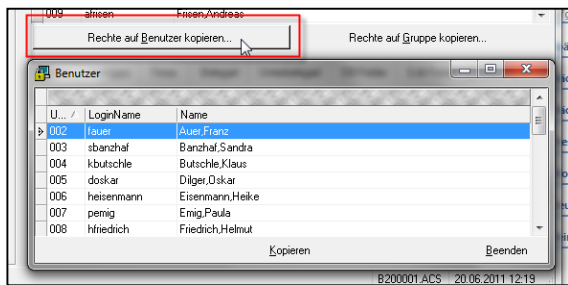 009 afrisen Frisen,Andreas
Rechte auf Benutzer kopieren... Rechte auf Gruppe kopieren...
Benutzer
U... / LoginName Name
002 fauer Auer,Franz
003 sbanzhaf Banzhaf,Sandra
004 kbutschle Butschle,Klaus
005 doskar Dilger,Oskar
006 heisenmann Eisenmann,Heike
007 pemig Emig,Paula
008 hfriedrich Friedrich,Helmut
Kopieren Beenden
B200001.ACS 20.06.2011 12:19